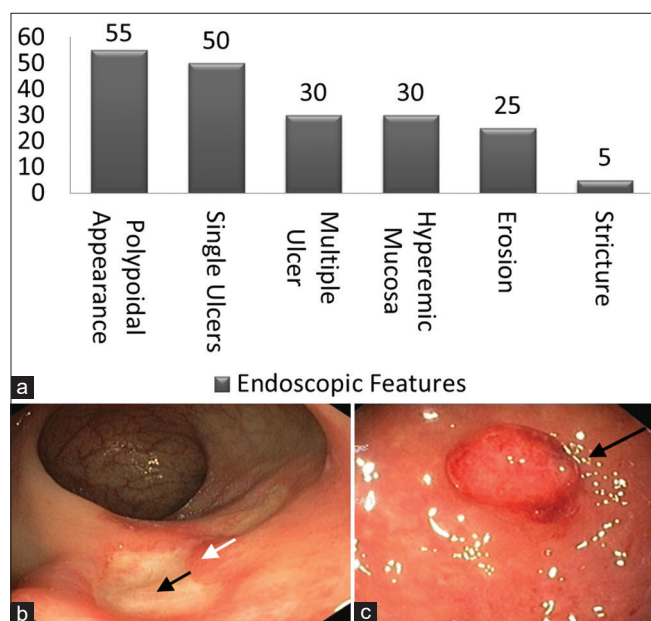 60
50
40
30
20
10
0
55
50
30
30
25
5
Polypoidal
Appearance
Single Ulcers
Multiple
Ulcer
Hyperemic
Mucosa
Erosion
Stricture
Endoscopic Features
a
b
c